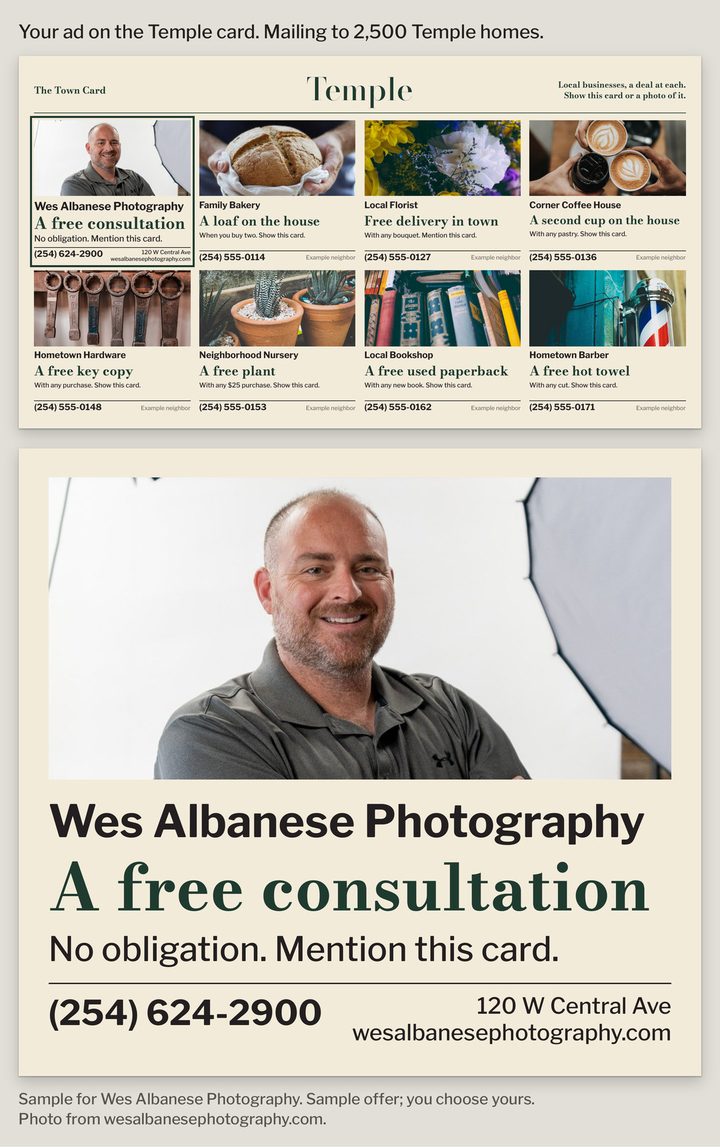 Your ad on the Temple card. Mailing to 2,500 Temple homes.
The Town Card
Temple
Local businesses, a deal at each.
Show this card or a photo of it.
Wes Albanese Photography
A free consultation
No obligation. Mention this card.
(254) 624-2900
120 W Central Ave
wesalbanesephotography.com
Family Bakery
A loaf on the house
When you buy two. Show this card.
(254) 555-0114
Example neighbor
Local Florist
Free delivery in town
With any bouquet. Mention this card.
(254) 555-0127
Example neighbor
Corner Coffee House
A second cup on the house
With any pastry. Show this card.
(254) 555-0136
Example neighbor
Hometown Hardware
A free key copy
With any purchase. Show this card.
(254) 555-0148
Example neighbor
Neighborhood Nursery
A free plant
With any $25 purchase. Show this card.
(254) 555-0153
Example neighbor
Local Bookshop
A free used paperback
With any new book. Show this card.
(254) 555-0162
Example neighbor
Hometown Barber
A free hot towel
With any cut. Show this card.
(254) 555-0171
Example neighbor
Wes Albanese Photography
A free consultation
No obligation. Mention this card.
(254) 624-2900
120 W Central Ave
wesalbanesephotography.com
Sample for Wes Albanese Photography. Sample offer; you choose yours.
Photo from wesalbanesephotography.com.